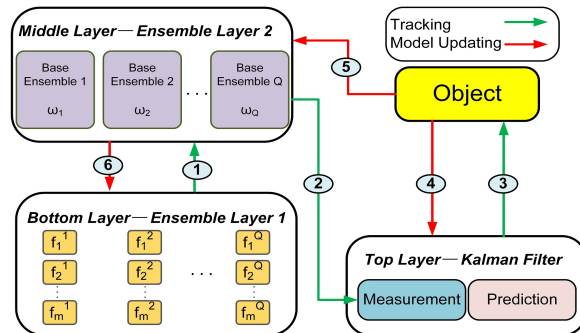 Middle Layer—Ensemble Layer 2
Base Ensemble 1
ω1
Base Ensemble 2
ω2
. . .
Base Ensemble Q
ωQ
Tracking
Model Updating
5
Object
6
1
2
4
3
Bottom Layer—Ensemble Layer 1
f1^1
f1^2
f1^Q
f2^1
f2^2
. . .
f2^Q
fm^1
fm^2
fm^Q
Top Layer—Kalman Filter
Measurement
Prediction